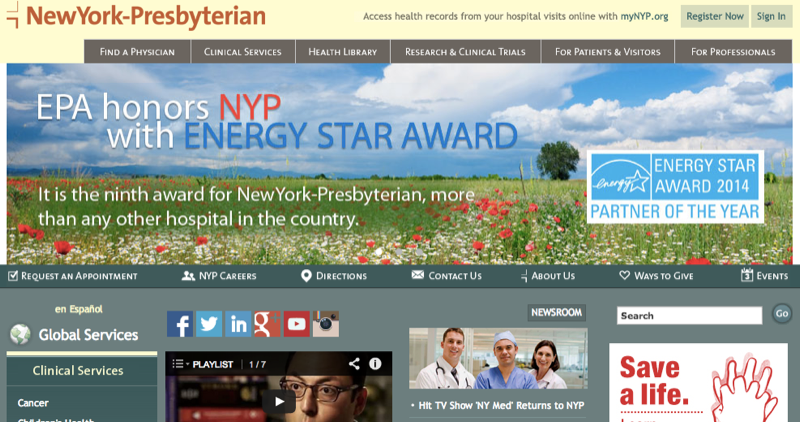 NewYork-Presbyterian
Access health records from your hospital visits online with myNYP.org
Register Now
Sign In
FIND A PHYSICIAN
CLINICAL SERVICES
HEALTH LIBRARY
RESEARCH & CLINICAL TRIALS
FOR PATIENTS & VISITORS
FOR PROFESSIONALS
EPA honors NYP
with ENERGY STAR AWARD
It is the ninth award for NewYork-Presbyterian, more
than any other hospital in the country.
energy
ENERGY STAR
AWARD 2014
PARTNER OF THE YEAR
REQUEST AN APPOINTMENT
NYP CAREERS
DIRECTIONS
CONTACT US
ABOUT US
WAYS TO GIVE
3
EVENTS
en Español
Global Services
Clinical Services
Cancer
f
in
g+
PLAYLIST
1/7
NEWSROOM
• Hit TV Show 'NY Med' Returns to NYP
Search
Go
Save
a life.